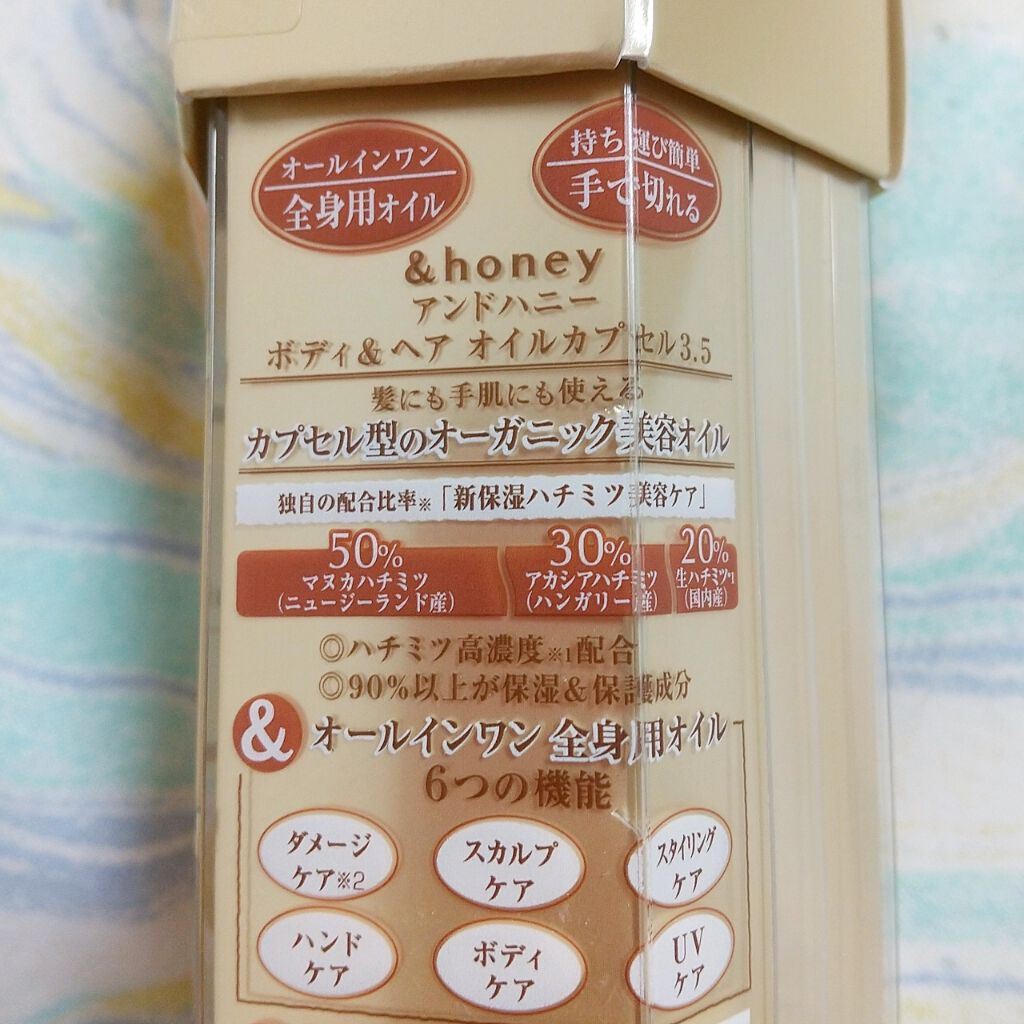 オールインワン
全身用オイル
持ち運び簡単
手で切れる
&honey
アンドハニー
ボディ&ヘア オイルカプセル3.5
髪にも手肌にも使える
カプセル型のオーガニック美容オイル
独自の配合比率※「新保湿ハチミツ美容ケア」
50%
マヌカハチミツ
(ニュージーランド産)
30%
アカシアハチミツ
(ハンガリー産)
20%
生ハチミツ※1
(国内産)
◎ハチミツ高濃度※1配合
◎90%以上が保湿&保護成分
& オールインワン 全身用オイル
6つの機能
ダメージ
ケア※2
スカルプ
ケア
スタイリング
ケア
ハンド
ケア
ボディ
ケア
UV
ケア